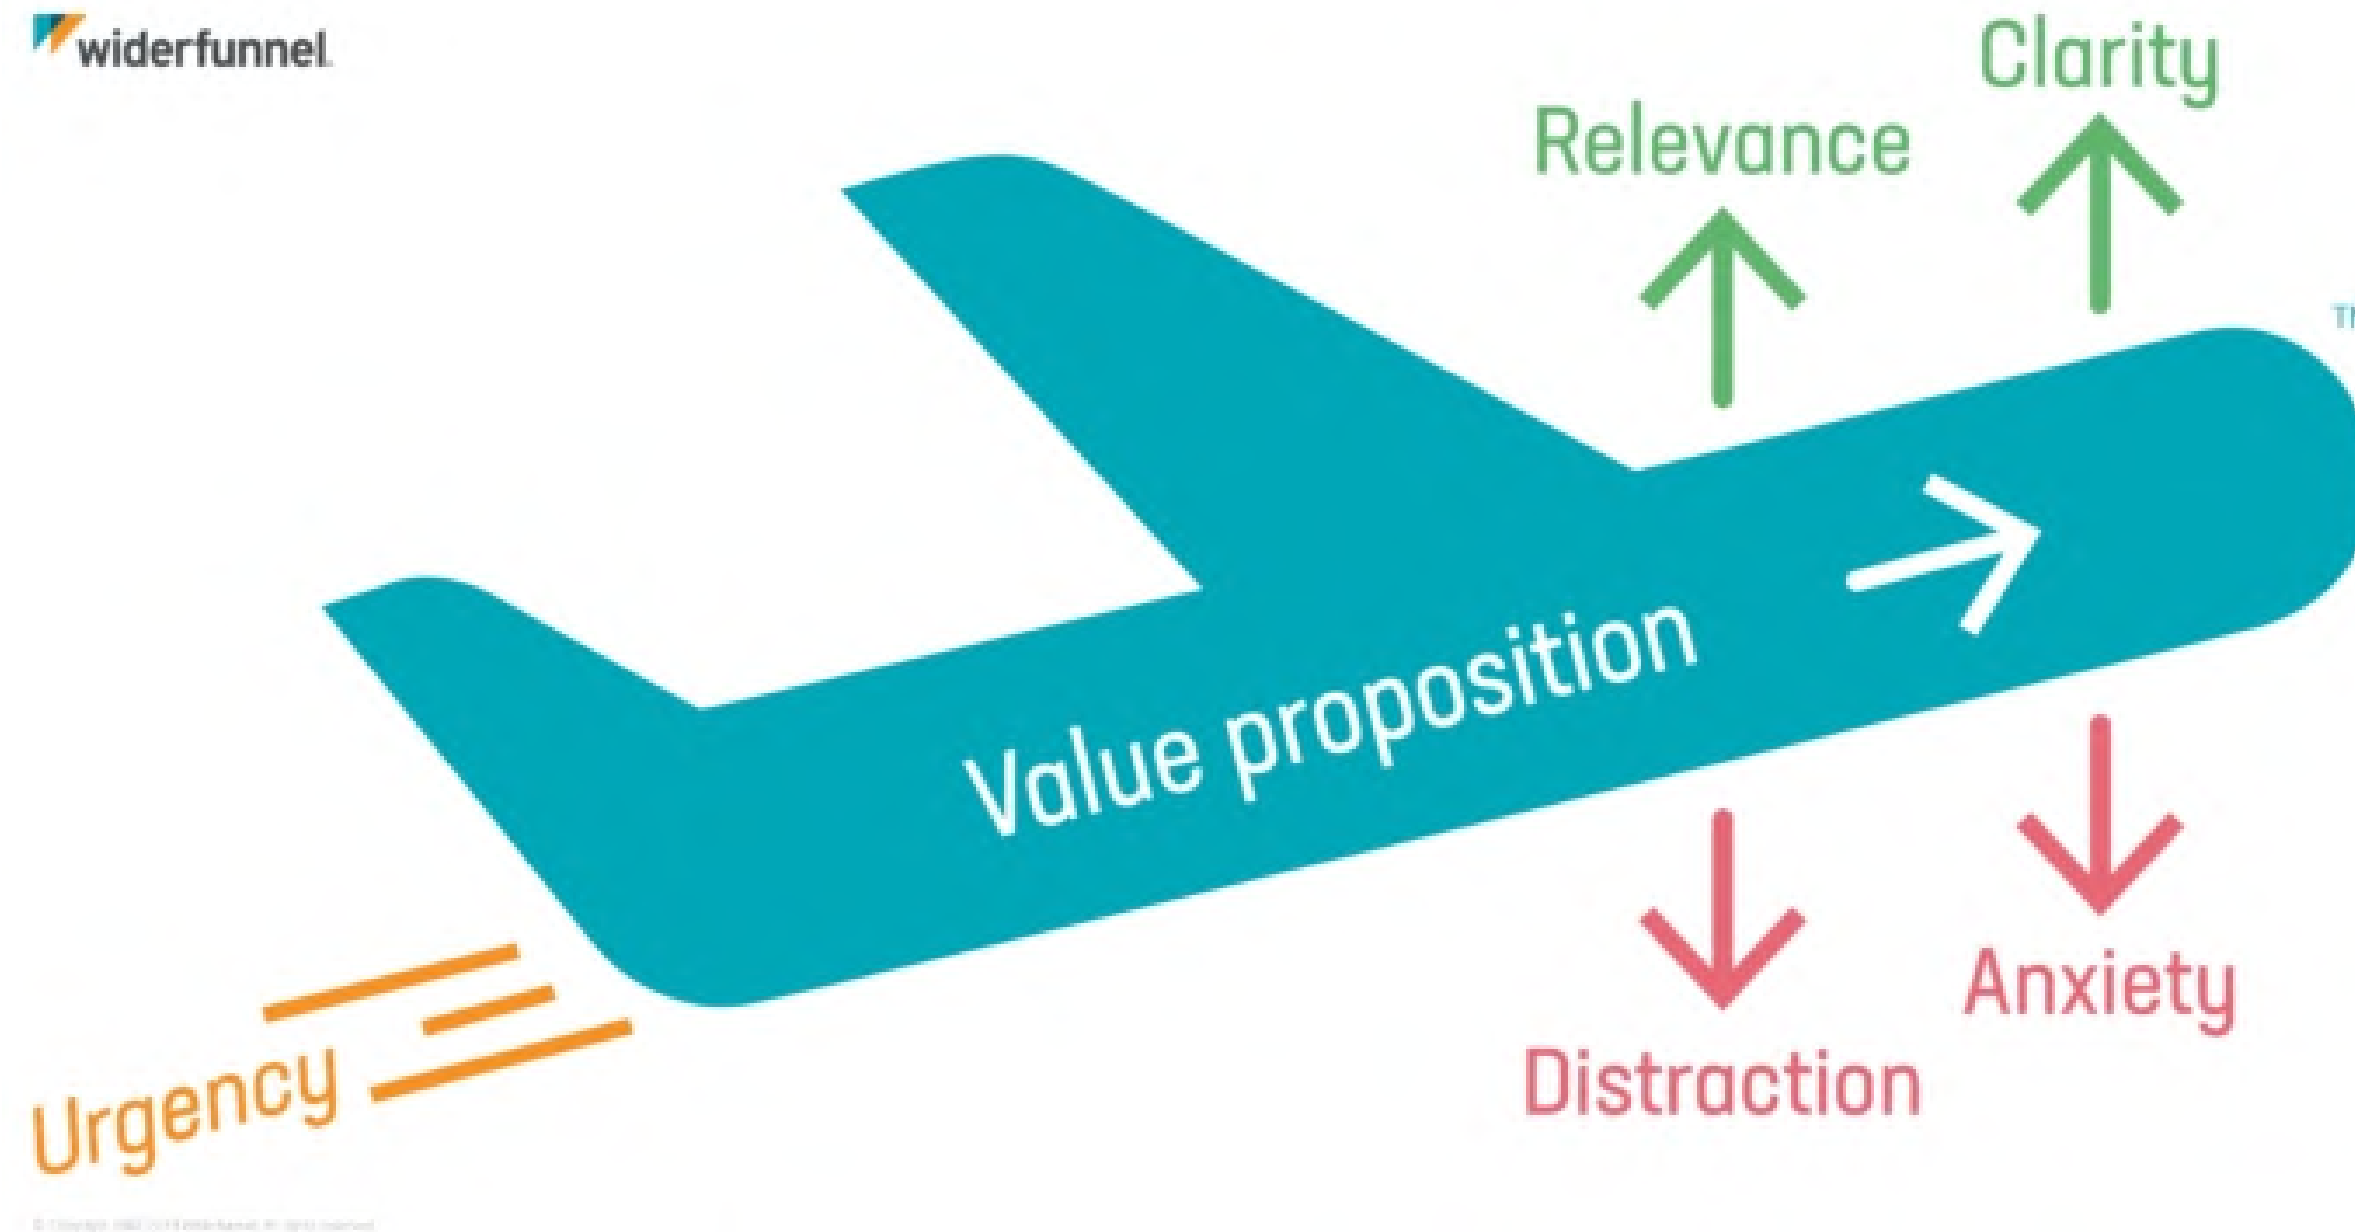 widerfunnel
Clarity
Relevance
Value proposition
Anxiety
Distraction
Urgency